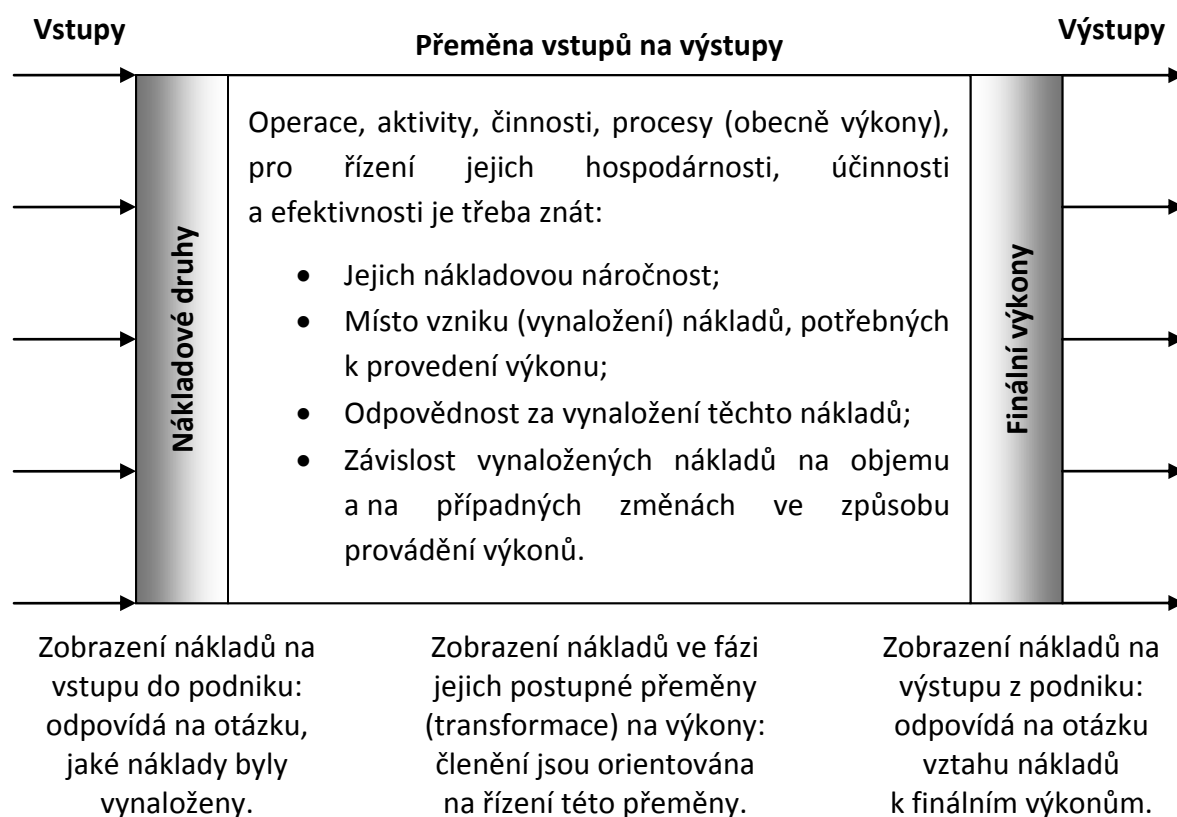 Vstupy
Přeměna vstupů na výstupy
Výstupy
Nákladové druhy
Operace, aktivity, činnosti, procesy (obecně výkony),
pro řízení jejich hospodárnosti, účinnosti
a efektivnosti je třeba znát:
• Jejich nákladovou náročnost;
• Místo vzniku (vynaložení) nákladů, potřebných
k provedení výkonu;
• Odpovědnost za vynaložení těchto nákladů;
• Závislost vynaložených nákladů na objemu
a na případných změnách ve způsobu
provádění výkonů.
Finální výkony
Zobrazení nákladů na
vstupu do podniku:
odpovídá na otázku,
jaké náklady byly
vynaloženy.
Zobrazení nákladů ve fázi
jejich postupné přeměny
(transformace) na výkony:
členění jsou orientována
na řízení této přeměny.
Zobrazení nákladů na
výstupu z podniku:
odpovídá na otázku
vztahu nákladů
k finálním výkonům.